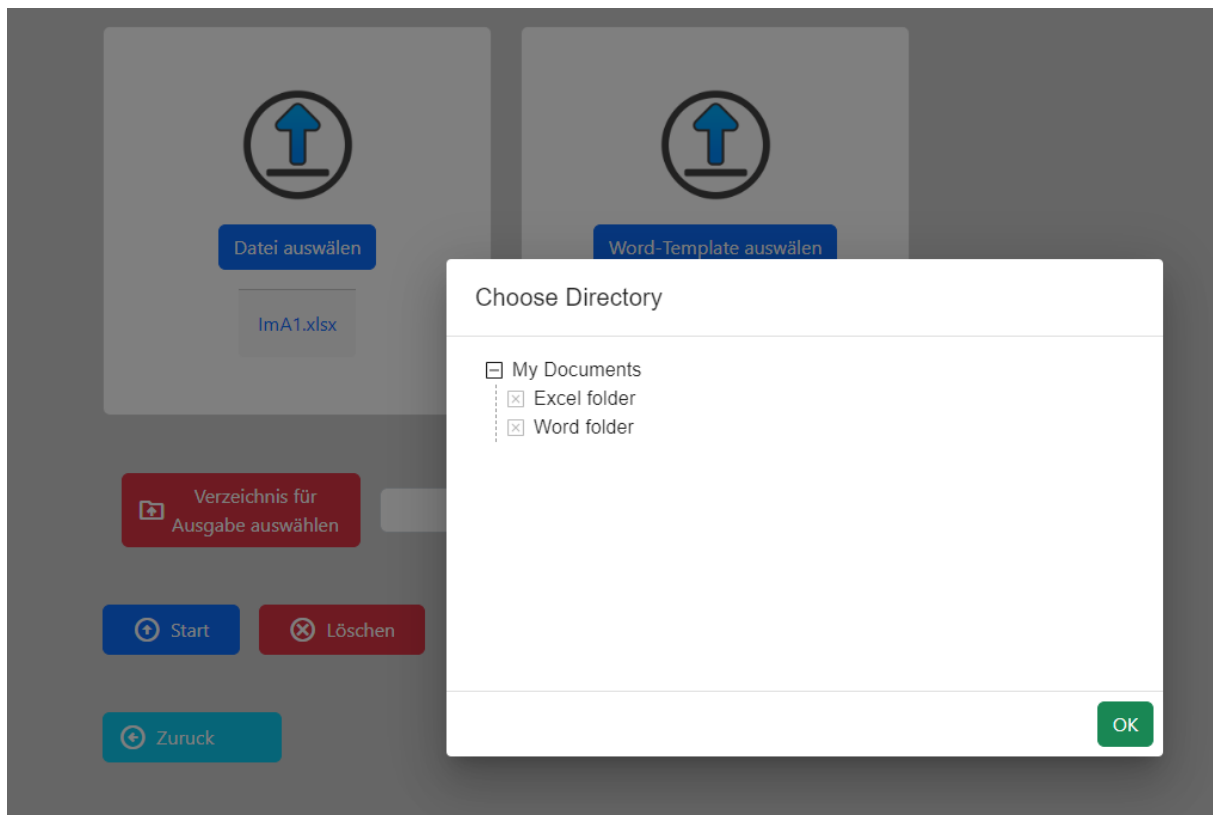 Datei auswälen
Word-Template auswälen
ImA1.xlsx
Choose Directory
My Documents
Excel folder
Word folder
Verzeichnis für
Ausgabe auswählen
Start
Löschen
Zuruck
OK